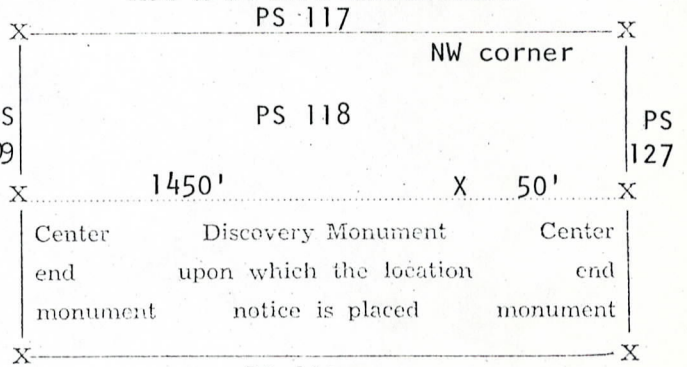 PS 117
X X
NW corner
S PS 118 PS
09 127
X 1450' X 50' X
Center Discovery Monument Center
end upon which the location end
monument notice is placed monument
X X